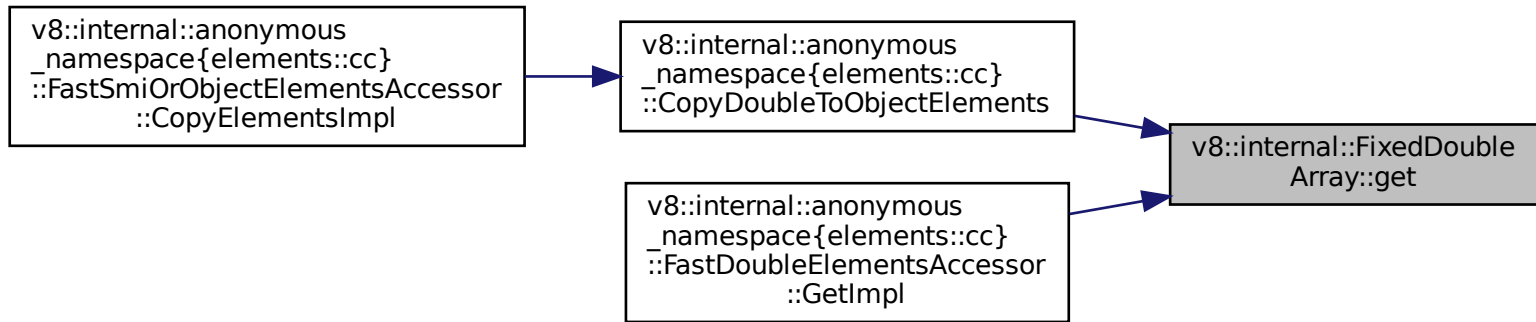 v8::internal::anonymous
_namespace{elements::cc}
::FastSmiOrObjectElementsAccessor
::CopyElementsImpl
v8::internal::anonymous
_namespace{elements::cc}
::CopyDoubleToObjectElements
v8::internal::anonymous
_namespace{elements::cc}
::FastDoubleElementsAccessor
::GetImpl
v8::internal::FixedDouble
Array::get